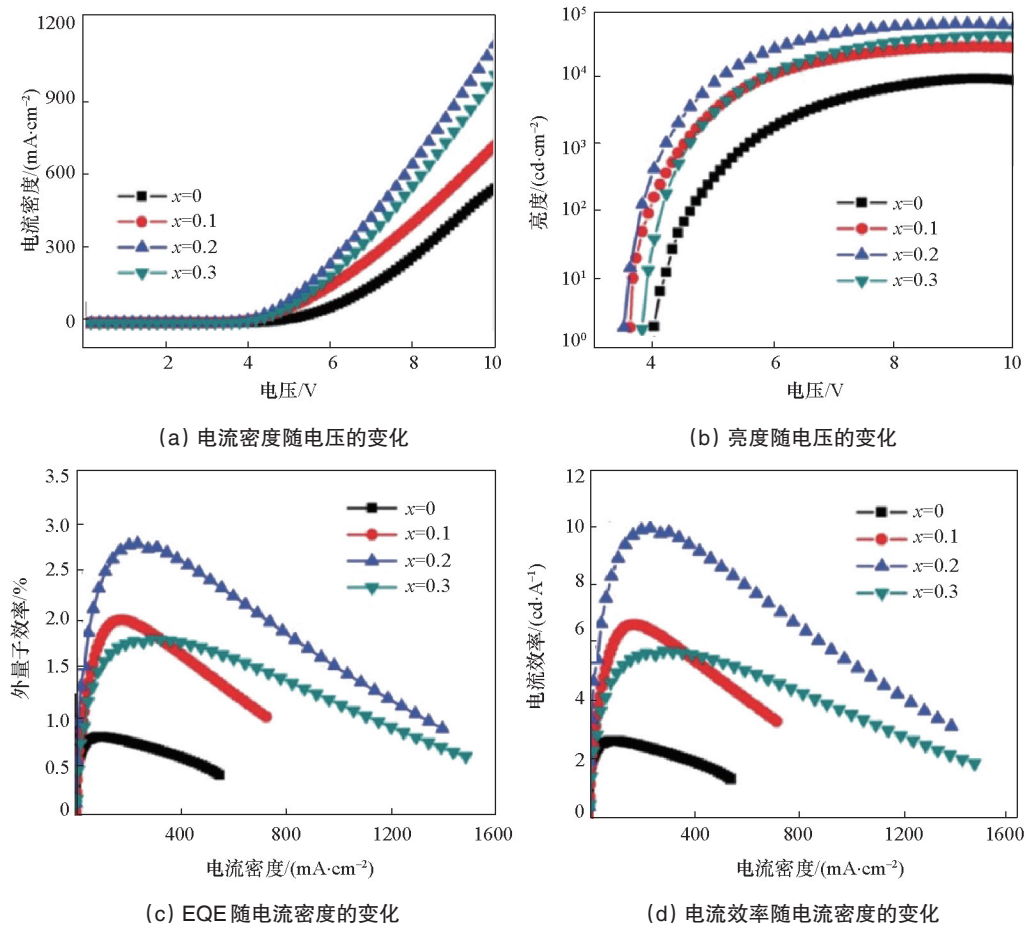 1200
900
600
300
0
2
4
6
8
10
电流密度/(mA·cm⁻²)
电压/V
x=0
x=0.1
x=0.2
x=0.3
(a) 电流密度随电压的变化
10⁵
10⁴
10³
10²
10¹
10⁰
4
6
8
10
亮度/(cd·cm⁻²)
电压/V
x=0
x=0.1
x=0.2
x=0.3
(b) 亮度随电压的变化
3.5
3.0
2.5
2.0
1.5
1.0
0.5
0
400
800
1200
1600
外量子效率/%
电流密度/(mA·cm⁻²)
x=0
x=0.1
x=0.2
x=0.3
(c) EQE随电流密度的变化
12
10
8
6
4
2
0
400
800
1200
1600
电流效率/(cd·A⁻¹)
电流密度/(mA·cm⁻²)
x=0
x=0.1
x=0.2
x=0.3
(d) 电流效率随电流密度的变化